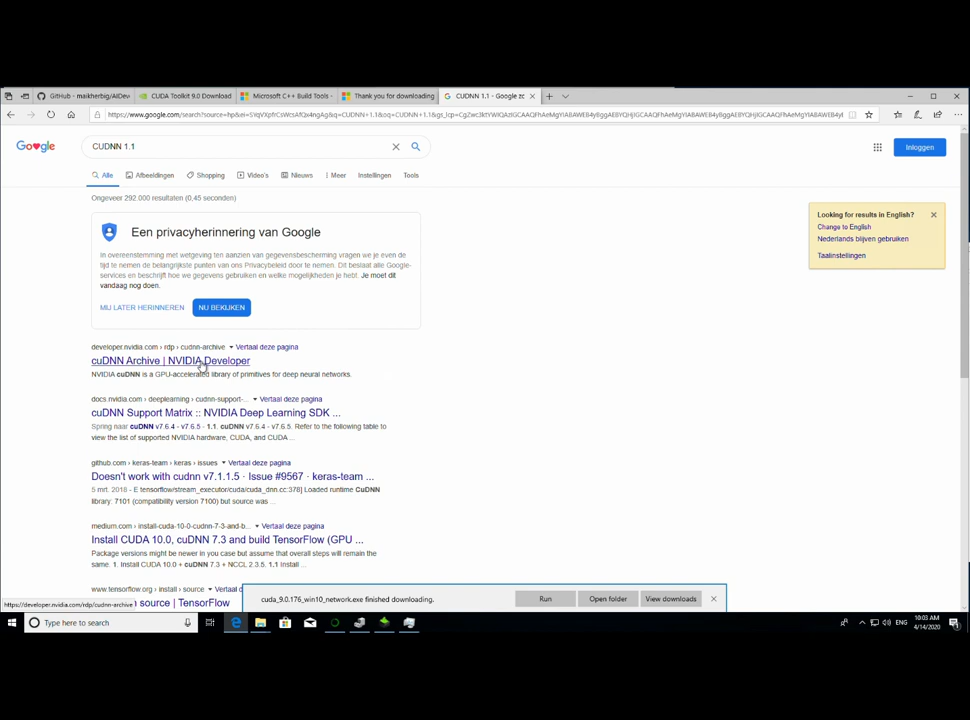 GitHub - maikherbig/AIDev
CUDA Toolkit 9.0 Download
Microsoft C++ Build Tools -
Thank you for downloading
CUDNN 1.1 - Google zo
CUDNN 1.1
Inloggen
Alle
Afbeeldingen
Shopping
Video's
Nieuws
Meer
Instellingen
Tools
Ongeveer 292.000 resultaten (0,45 seconden)
Een privacyherinnering van Google
In overeenstemming met wetgeving ten aanzien van gegevensbescherming vragen we je even de
tijd te nemen de belangrijkste punten van ons Privacybeleid door te nemen. Dit beslaat alle Google-
services en beschrijft hoe we gegevens gebruiken en welke mogelijkheden je hebt. Je moet dit
vandaag nog doen.
MIJ LATER HERINNEREN
NU BEKIJKEN
Looking for results in English?
Change to English
Nederlands blijven gebruiken
Taalinstellingen
developer.nvidia.com › rdp › cudnn-archive
Vertaal deze pagina
cuDNN Archive | NVIDIA Developer
NVIDIA cuDNN is a GPU-accelerated library of primitives for deep neural networks.
docs.nvidia.com › deeplearning › cudnn-support-...
Vertaal deze pagina
cuDNN Support Matrix :: NVIDIA Deep Learning SDK ...
Spring naar cuDNN v7.6.4 - v7.6.5 - 1.1. cuDNN v7.6.4 - v7.6.5. Refer to the following table to
view the list of supported NVIDIA hardware, CUDA, and CUDA ...
github.com › keras-team › keras › issues
Vertaal deze pagina
Doesn't work with cudnn v7.1.1.5 · Issue #9567 · keras-team ...
5 mrt. 2018 - E tensorflow/stream_executor/cuda/cuda_dnn.cc:378] Loaded runtime CuDNN
library: 7101 (compatibility version 7100) but source was ...
medium.com › install-cuda-10-0-cudnn-7-3-and-b...
Vertaal deze pagina
Install CUDA 10.0, cuDNN 7.3 and build TensorFlow (GPU ...
Package versions might be newer in you case but assume that overall steps will remain the
same. 1. Install CUDA 10.0 + cuDNN 7.3 + NCCL 2.3.5. 1.1 Install ...
www.tensorflow.org › install › source
Vertaal d
source | TensorFlow
https://developer.nvidia.com/rdp/cudnn-archive
cuda_9.0.176_win10_network.exe finished downloading.
Run
Open folder
View downloads
Type here to search
ENG
10:03 AM
4/14/2020